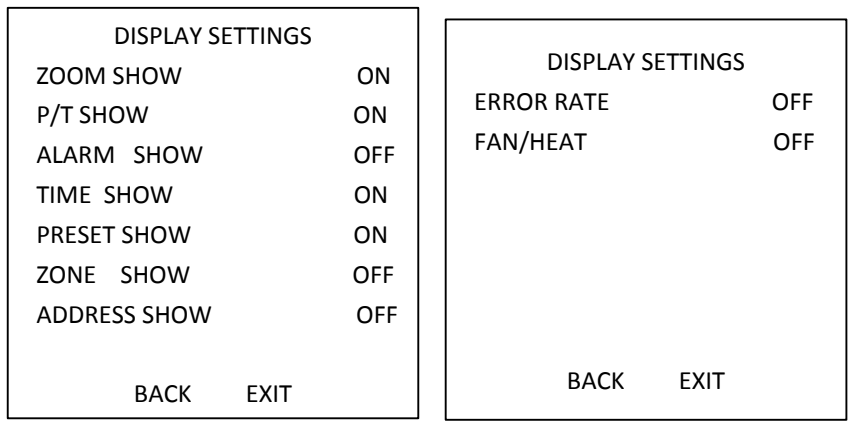 DISPLAY SETTINGS
ZOOM SHOW ON
P/T SHOW ON
ALARM SHOW OFF
TIME SHOW ON
PRESET SHOW ON
ZONE SHOW OFF
ADDRESS SHOW OFF
BACK EXIT
DISPLAY SETTINGS
ERROR RATE OFF
FAN/HEAT OFF
BACK EXIT